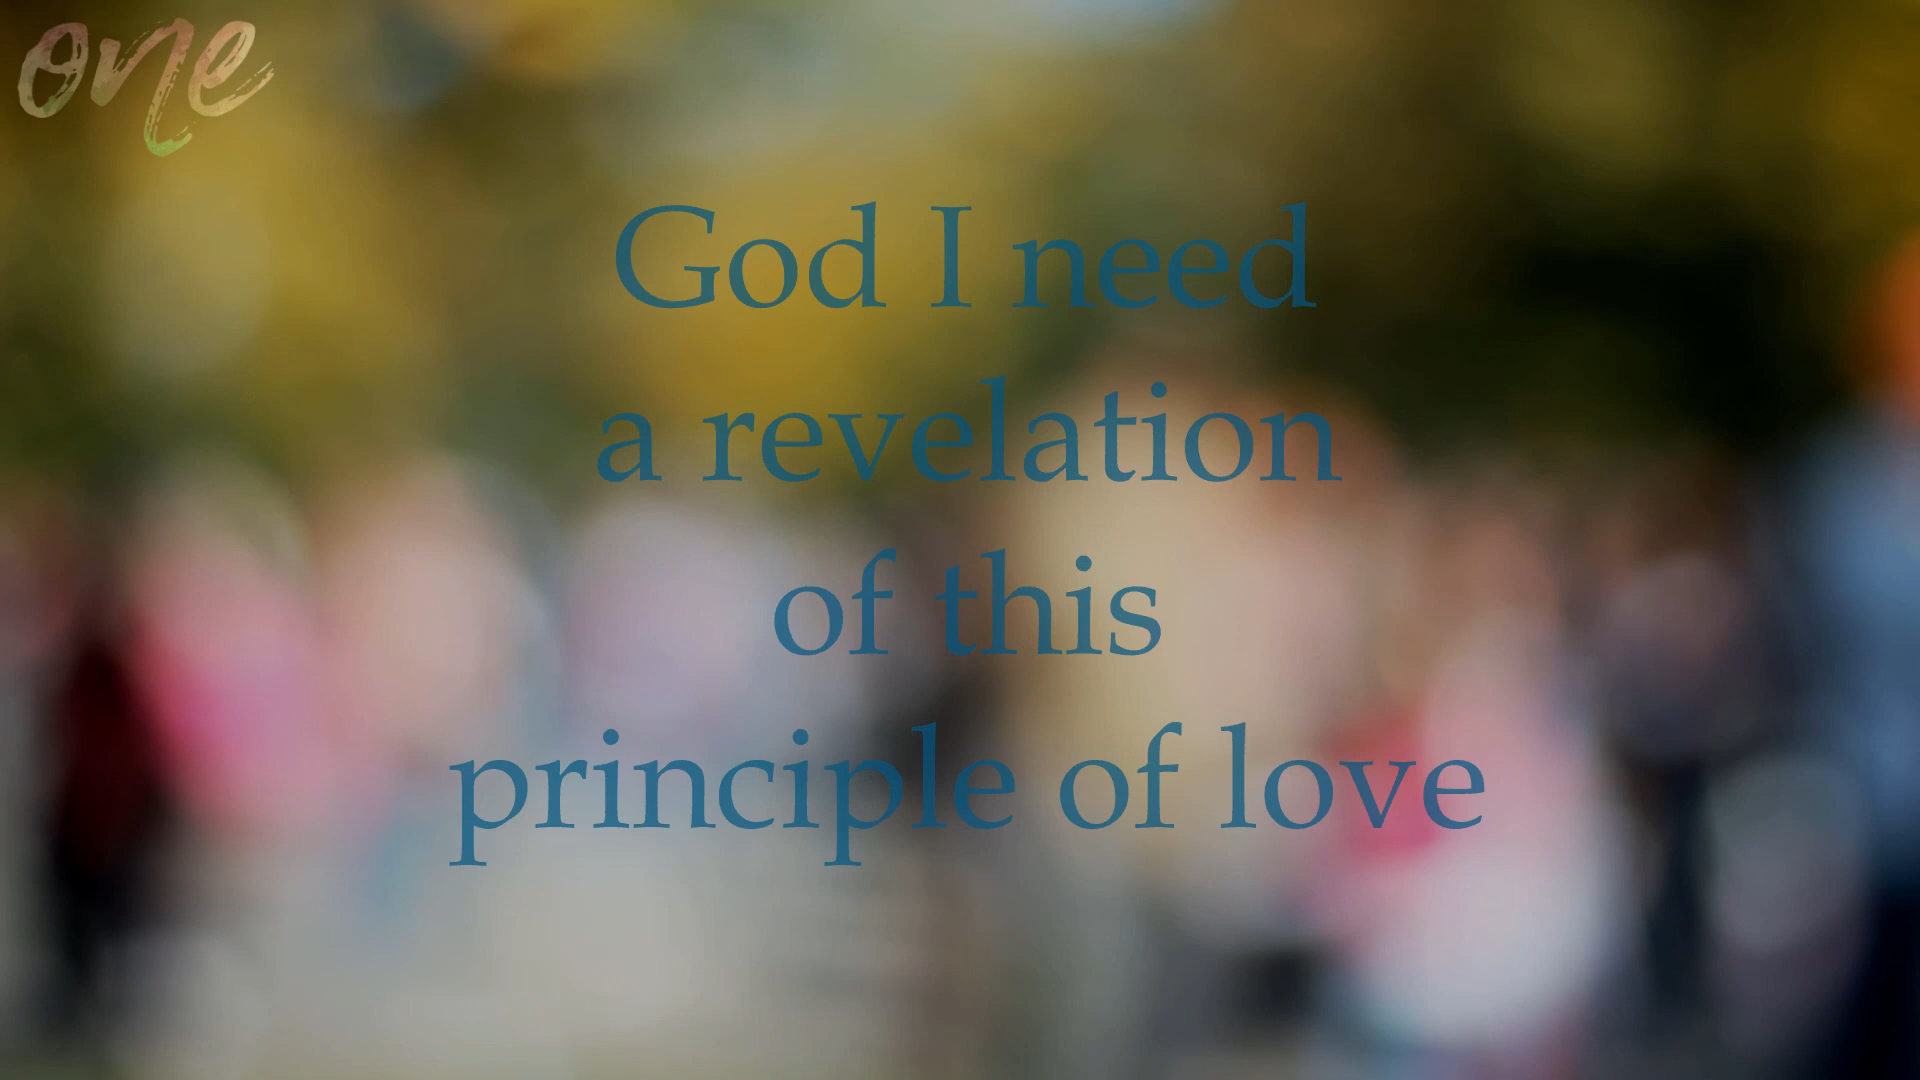 one
God I need
a revelation
of this
principle of love